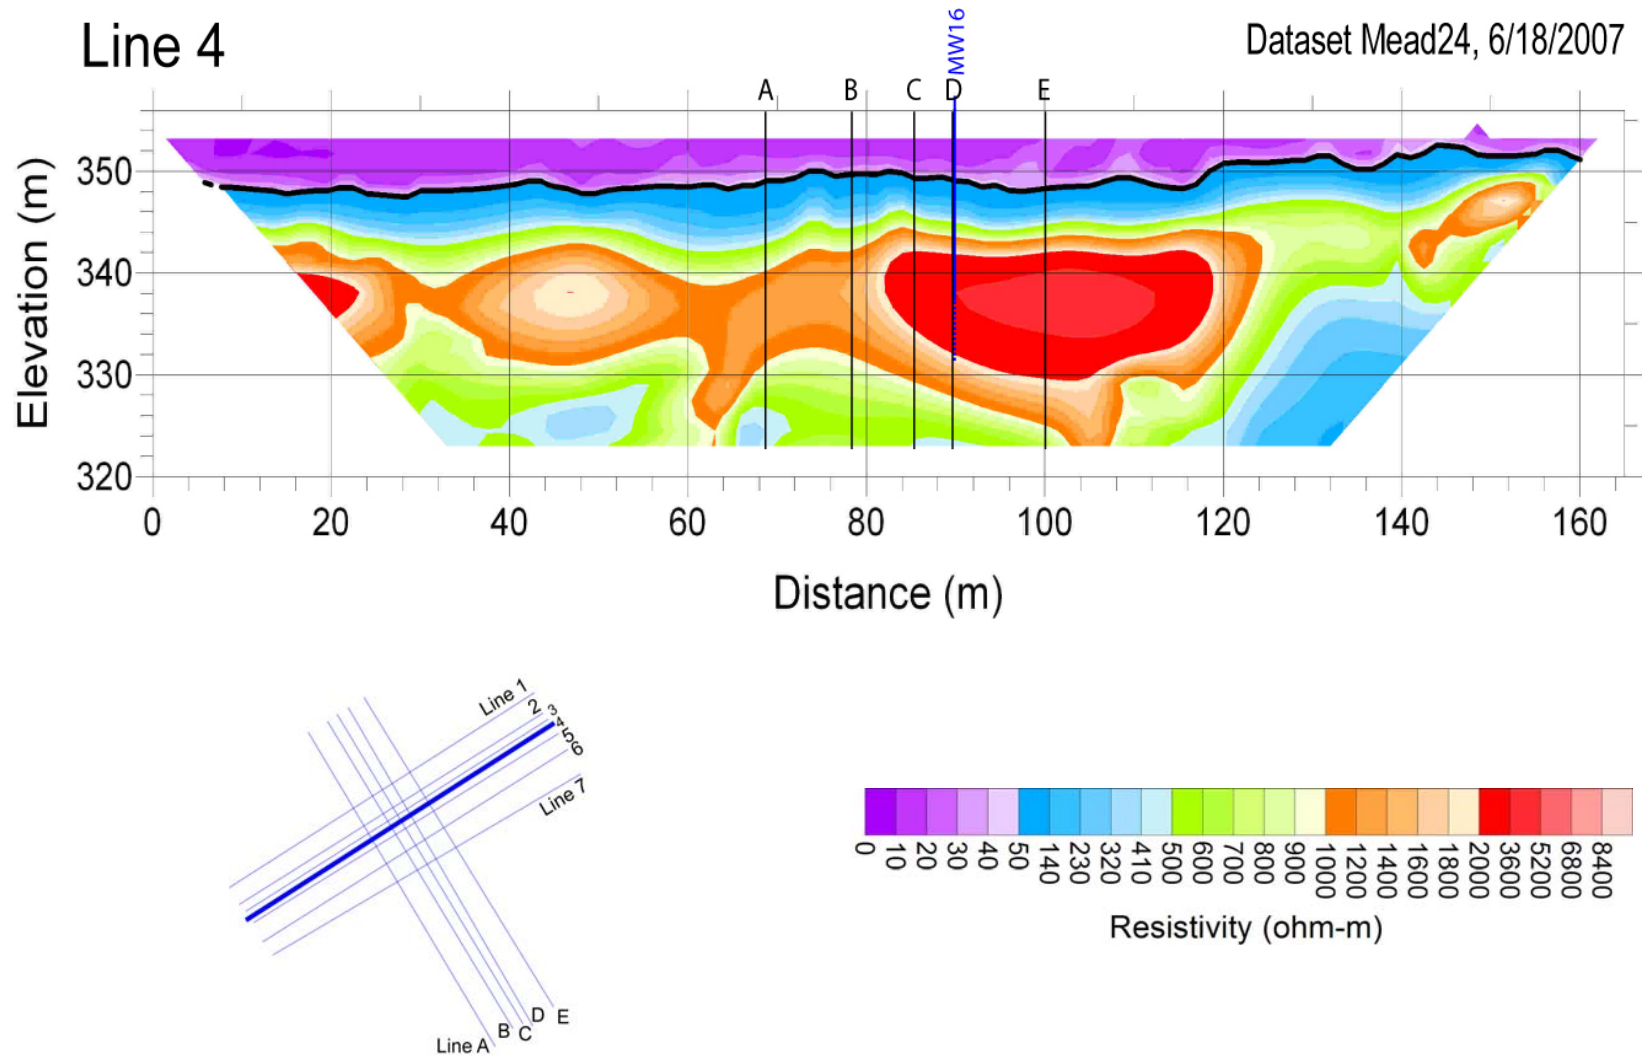 Line 4
MW16
Dataset Mead24, 6/18/2007
A B C D E
Elevation (m)
350
340
330
320
0 20 40 60 80 100 120 140 160
Distance (m)
Line 1
2
3
4
5
6
Line 7
Line A B C D E
0 10 20 30 40 50 140 230 320 410 500 600 700 800 900 1000 1200 1400 1600 1800 2000 3600 5200 6800 8400
Resistivity (ohm-m)